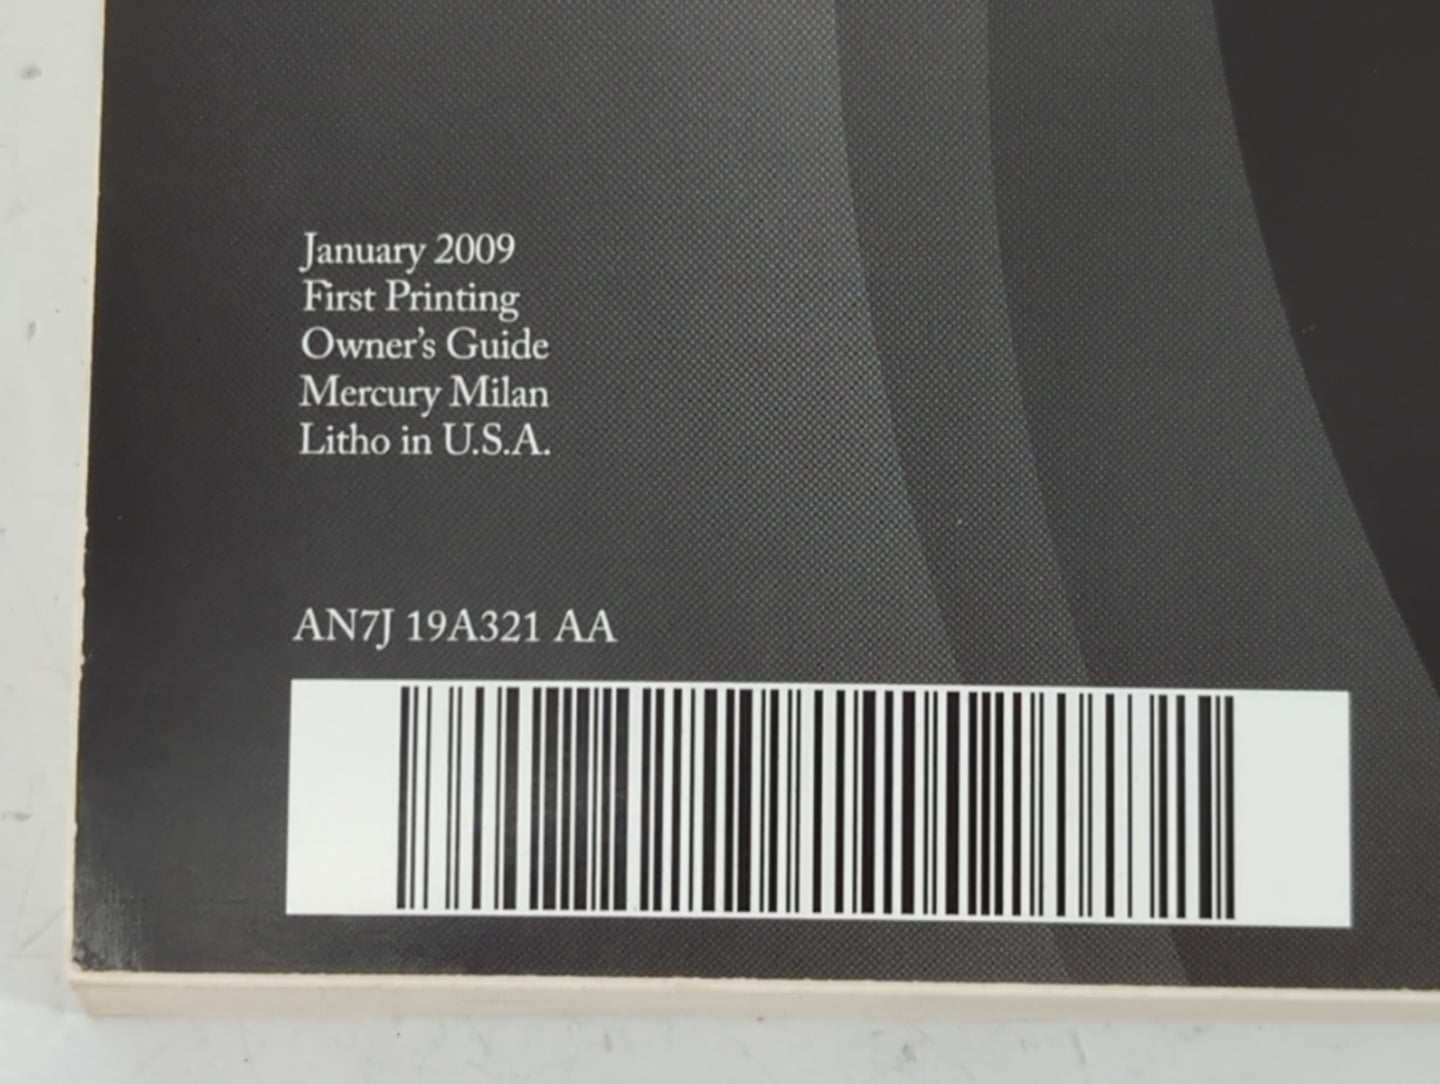 January 2009
First Printing
Owner's Guide
Mercury Milan
Litho in U.S.A.
AN7J 19A321 AA